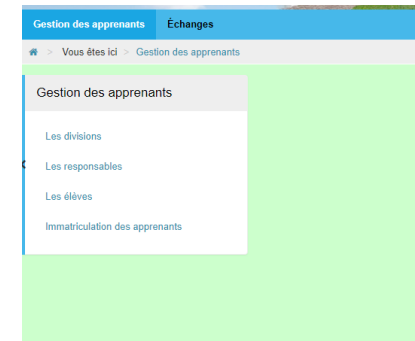 Gestion des apprenants Échanges
> Vous êtes ici > Gestion des apprenants
Gestion des apprenants
Les divisions
Les responsables
Les élèves
Immatriculation des apprenants